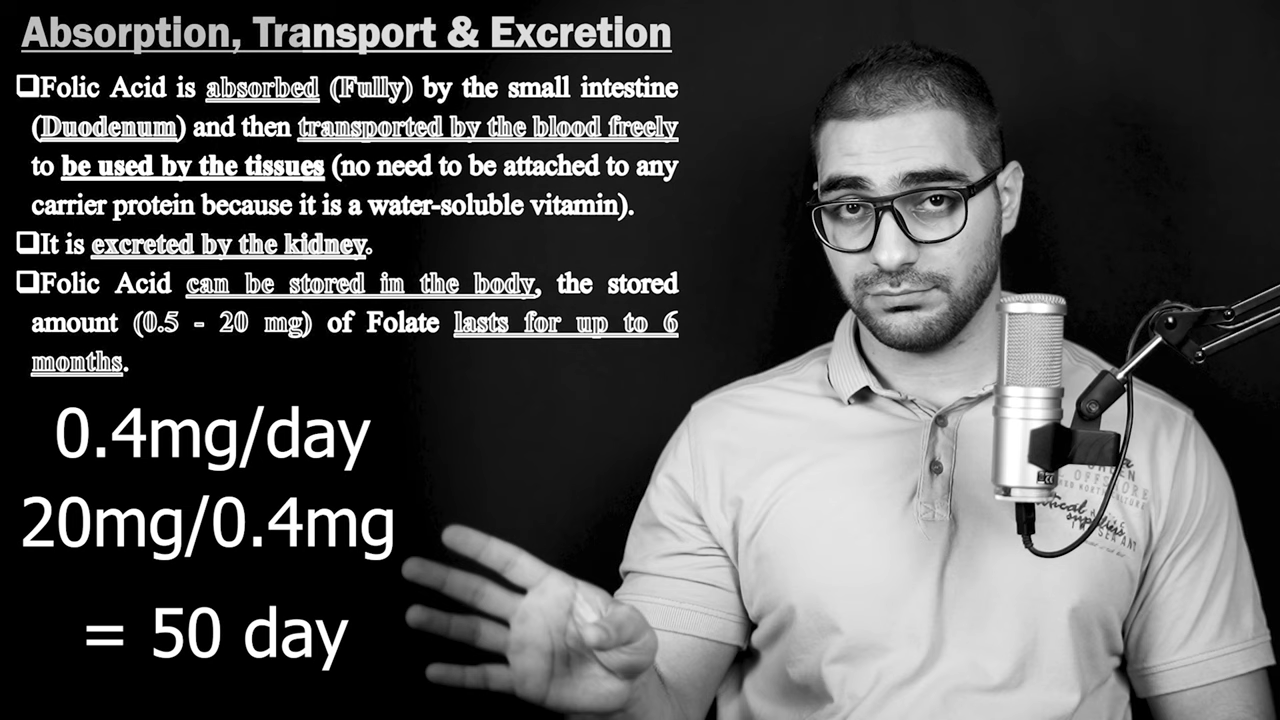 Absorption, Transport & Excretion
❑Folic Acid is absorbed (Fully) by the small intestine
(Duodenum) and then transported by the blood freely
to be used by the tissues (no need to be attached to any
carrier protein because it is a water-soluble vitamin).
❑It is excreted by the kidney.
❑Folic Acid can be stored in the body, the stored
amount (0.5 - 20 mg) of Folate lasts for up to 6
months.
0.4mg/day
20mg/0.4mg
= 50 day
OFFSHORE